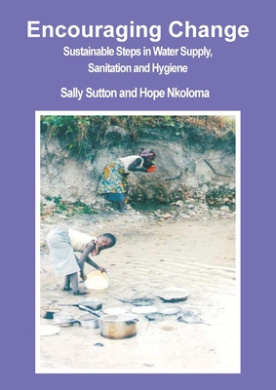 Encouraging Change
Sustainable Steps in Water Supply,
Sanitation and Hygiene
Sally Sutton and Hope Nkoloma